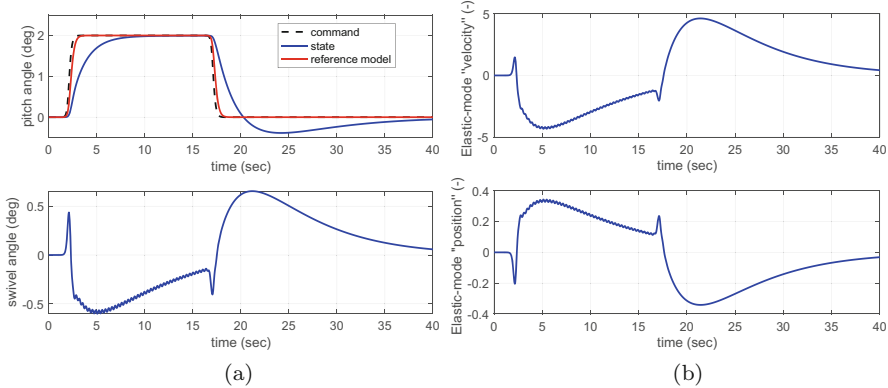 pitch angle (deg)
2
1
0
command
state
reference model
0 5 10 15 20 25 30 35 40
time (sec)
swivel angle (deg)
0.5
0
-0.5
0 5 10 15 20 25 30 35 40
time (sec)
(a)
Elastic-mode "velocity" (-)
5
0
-5
0 5 10 15 20 25 30 35 40
time (sec)
Elastic-mode "position" (-)
0.4
0.2
0
-0.2
-0.4
0 5 10 15 20 25 30 35 40
time (sec)
(b)